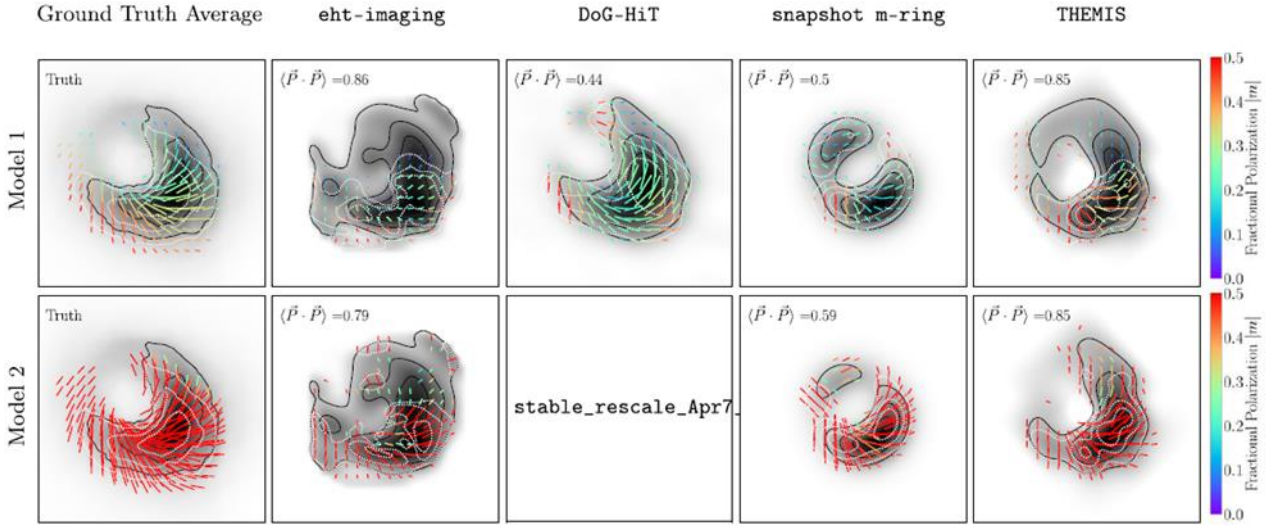 Ground Truth Average eht-imaging DoG-HiT snapshot m-ring THEMIS
Model 1
Truth
⟨P⃗ · P⃗⟩ =0.86
⟨P⃗ · P⃗⟩ =0.44
⟨P⃗ · P⃗⟩ =0.5
⟨P⃗ · P⃗⟩ =0.85
0.5
0.4
0.3
0.2
0.1
0.0
Fractional Polarization |m|
Model 2
Truth
⟨P⃗ · P⃗⟩ =0.79
stable_rescale_Apr7_
⟨P⃗ · P⃗⟩ =0.59
⟨P⃗ · P⃗⟩ =0.85
0.5
0.4
0.3
0.2
0.1
0.0
Fractional Polarization |m|